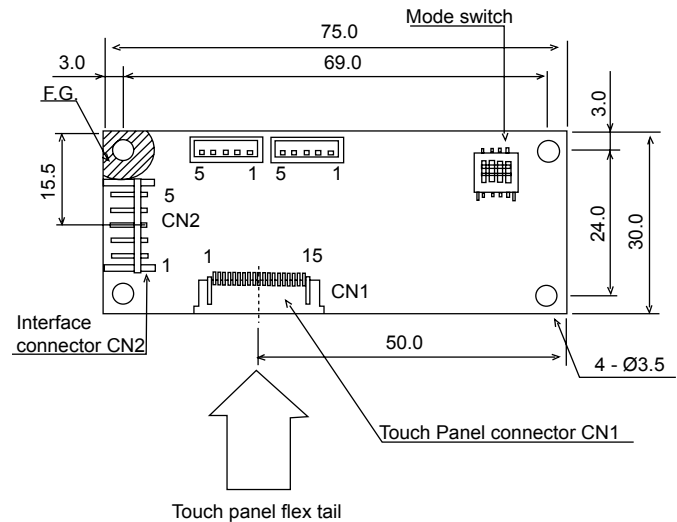 Mode switch
75.0
3.0
69.0
F.G.
3.0
15.5
5
1
5
1
5
CN2
24.0
30.0
1
1
15
CN1
Interface
connector CN2
50.0
4 - Ø3.5
Touch Panel connector CN1
Touch panel flex tail